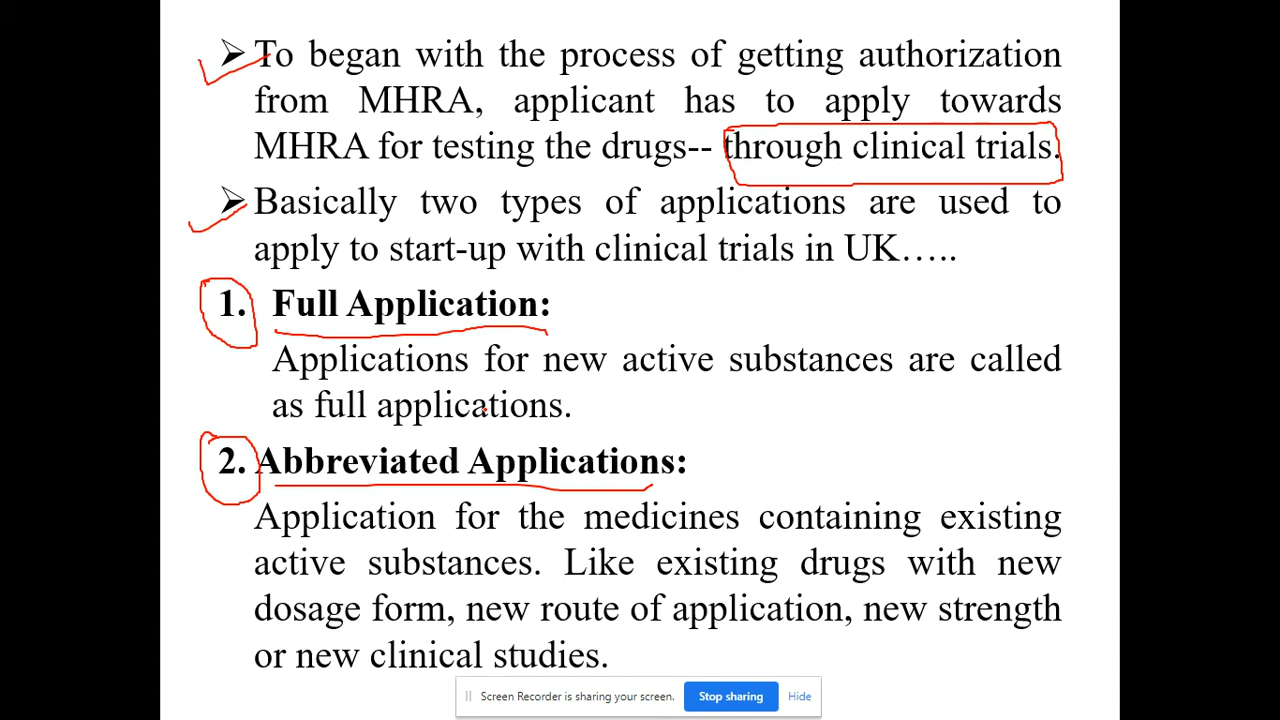 ➢ To began with the process of getting authorization
from MHRA, applicant has to apply towards
MHRA for testing the drugs-- through clinical trials.
➢ Basically two types of applications are used to
apply to start-up with clinical trials in UK…..
1. Full Application:
Applications for new active substances are called
as full applications.
2. Abbreviated Applications:
Application for the medicines containing existing
active substances. Like existing drugs with new
dosage form, new route of application, new strength
or new clinical studies.
Screen Recorder is sharing your screen. Stop sharing Hide